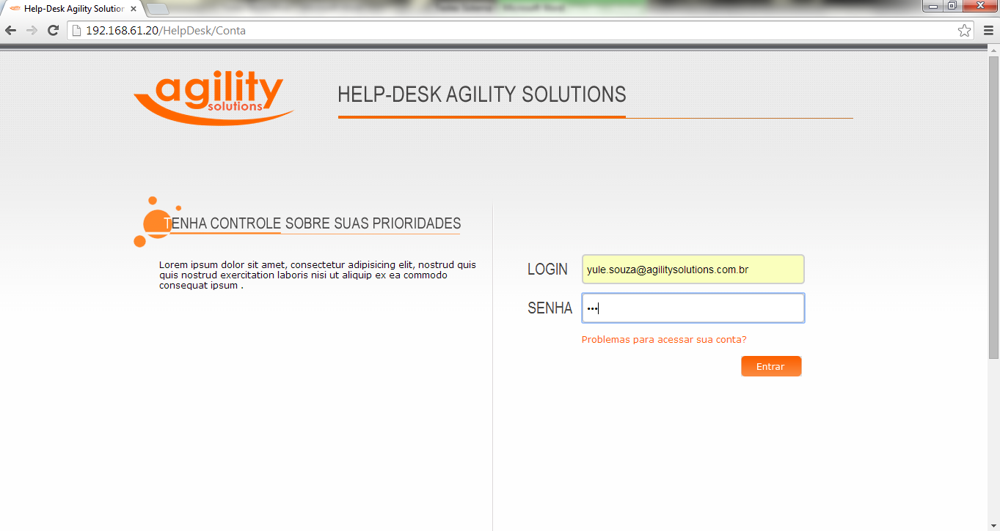 Help-Desk Agility Solution
192.168.61.20/HelpDesk/Conta
agility
solutions
HELP-DESK AGILITY SOLUTIONS
TENHA CONTROLE SOBRE SUAS PRIORIDADES
Lorem ipsum dolor sit amet, consectetur adipisicing elit, nostrud quis
quis nostrud exercitation laboris nisi ut aliquip ex ea commodo
consequat ipsum .
LOGIN
yule.souza@agilitysolutions.com.br
SENHA
•••
Problemas para acessar sua conta?
Entrar